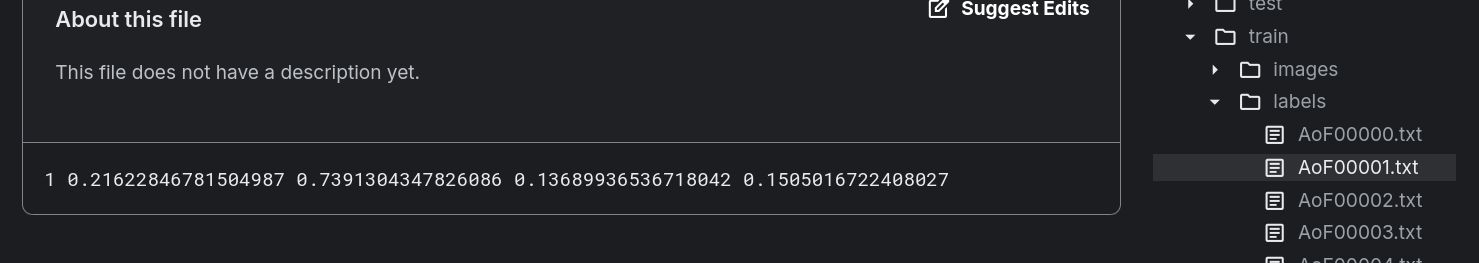 About this file
Suggest Edits
This file does not have a description yet.
1 0.21622846781504987 0.7391304347826086 0.13689936536718042 0.1505016722408027
test
train
images
labels
AoF00000.txt
AoF00001.txt
AoF00002.txt
AoF00003.txt